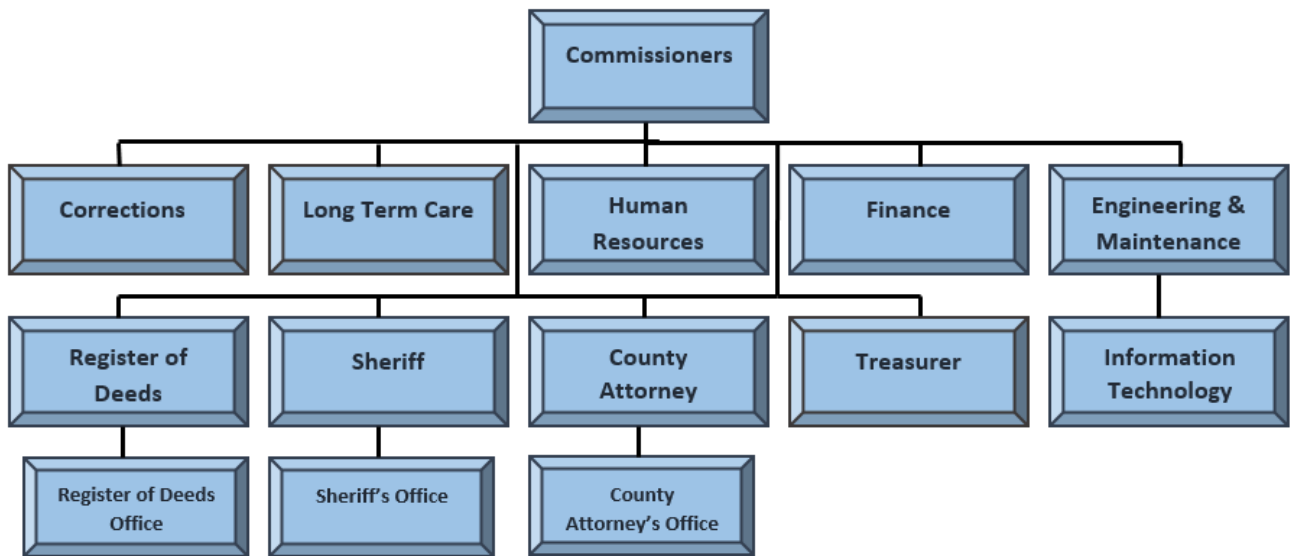 Commissioners
Corrections
Long Term Care
Human
Resources
Finance
Engineering &
Maintenance
Register of
Deeds
Sheriff
County
Attorney
Treasurer
Information
Technology
Register of Deeds
Office
Sheriff's Office
County
Attorney's Office